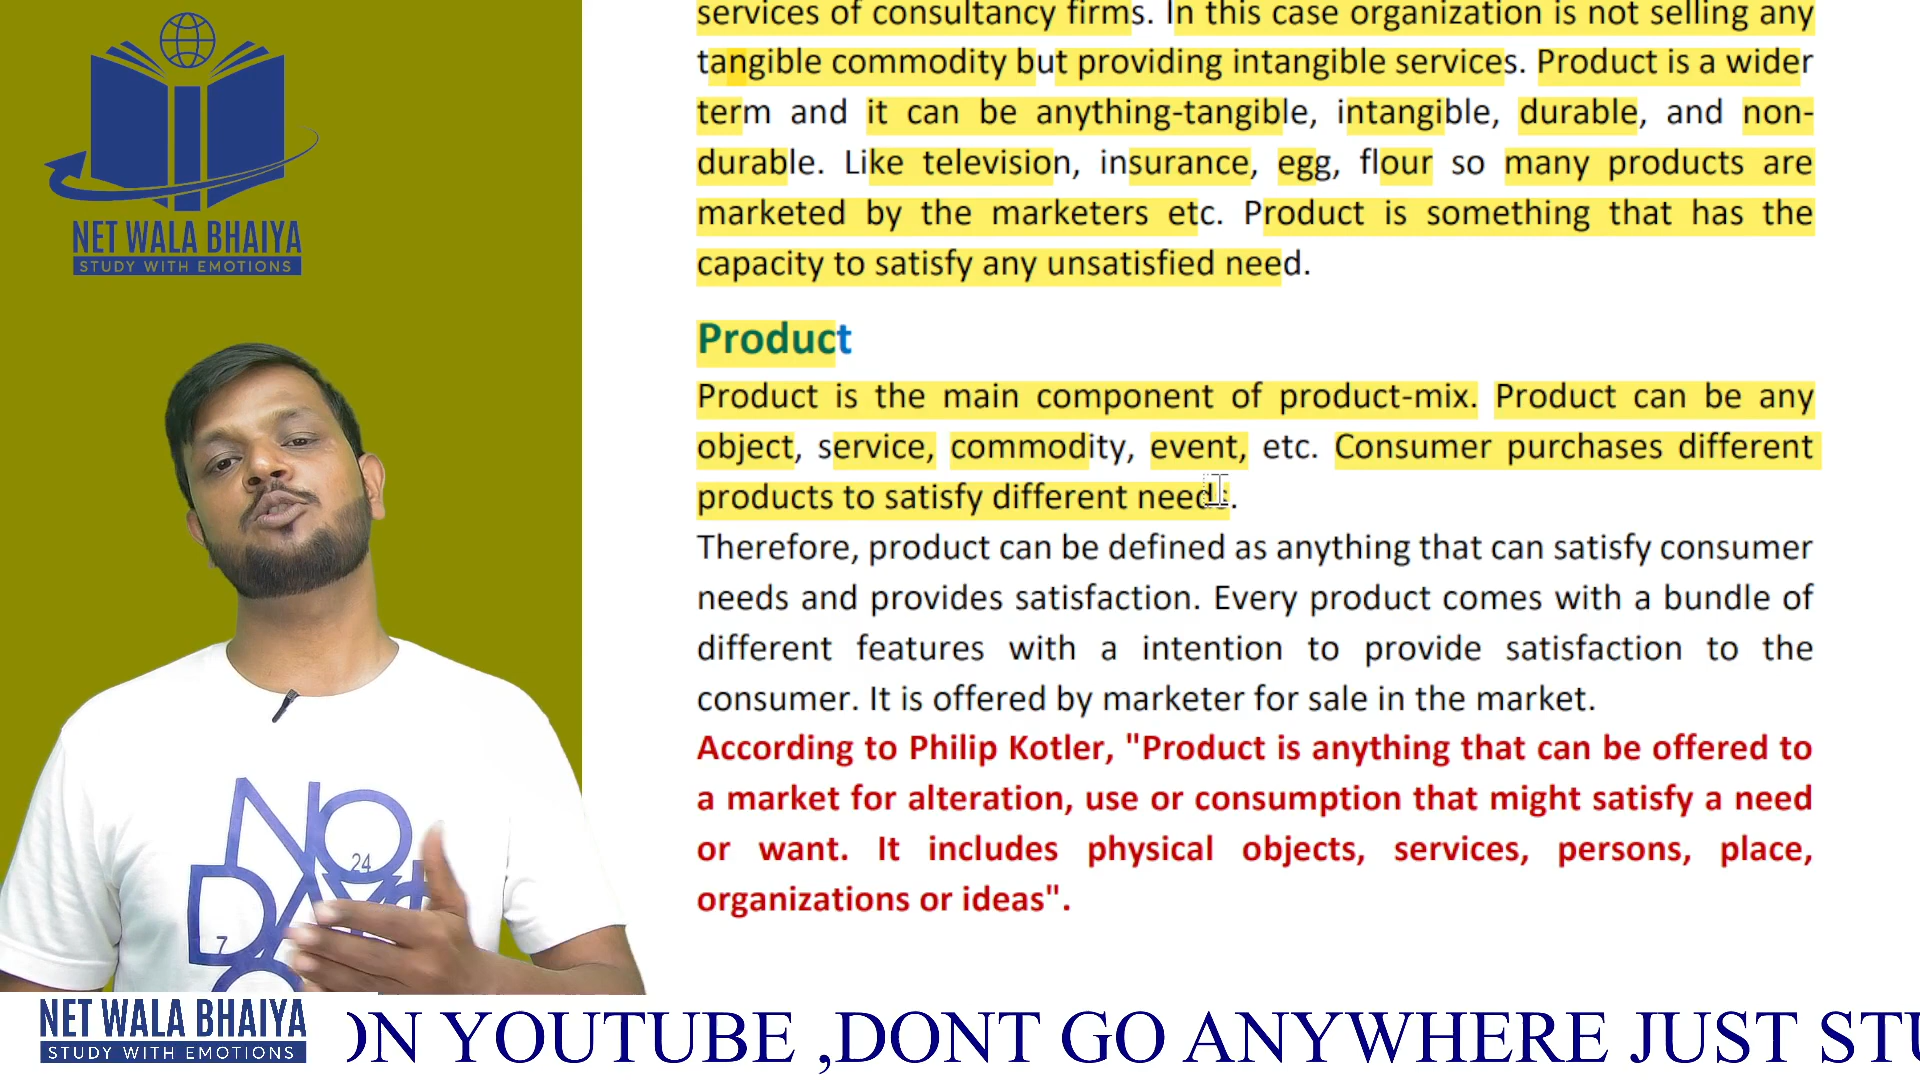 NET WALA BHAIYA
STUDY WITH EMOTIONS
services of consultancy firms. In this case organization is not selling any
tangible commodity but providing intangible services. Product is a wider
term and it can be anything-tangible, intangible, durable, and non-
durable. Like television, insurance, egg, flour so many products are
marketed by the marketers etc. Product is something that has the
capacity to satisfy any unsatisfied need.
Product
Product is the main component of product-mix. Product can be any
object, service, commodity, event, etc. Consumer purchases different
products to satisfy different needs.
Therefore, product can be defined as anything that can satisfy consumer
needs and provides satisfaction. Every product comes with a bundle of
different features with a intention to provide satisfaction to the
consumer. It is offered by marketer for sale in the market.
According to Philip Kotler, "Product is anything that can be offered to
a market for alteration, use or consumption that might satisfy a need
or want. It includes physical objects, services, persons, place,
organizations or ideas".
NO
24
7
NET WALA BHAIYA
STUDY WITH EMOTIONS
ON YOUTUBE ,DONT GO ANYWHERE JUST